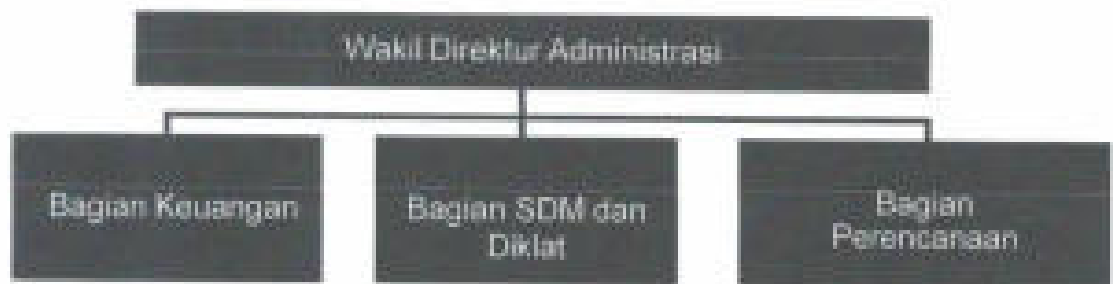 Wakil Direktur Administrasi
Bagian Keuangan
Bagian SDM dan
Diklat
Bagian
Perencanaan